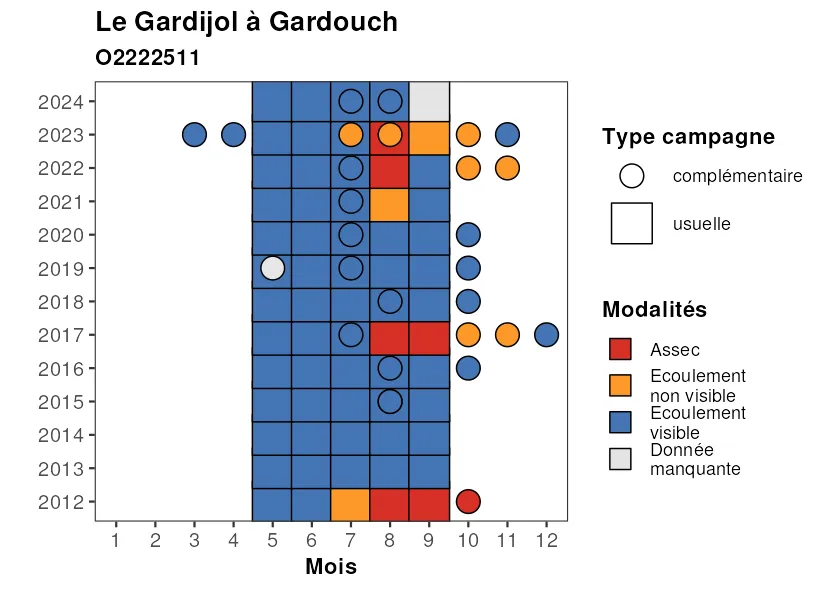 Le Gardijol à Gardouch
O2222511
2024
2023
2022
2021
2020
2019
2018
2017
2016
2015
2014
2013
2012
1 2 3 4 5 6 7 8 9 10 11 12
Mois
Type campagne
complémentaire
usuelle
Modalités
Assec
Ecoulement
non visible
Ecoulement
visible
Donnée
manquante